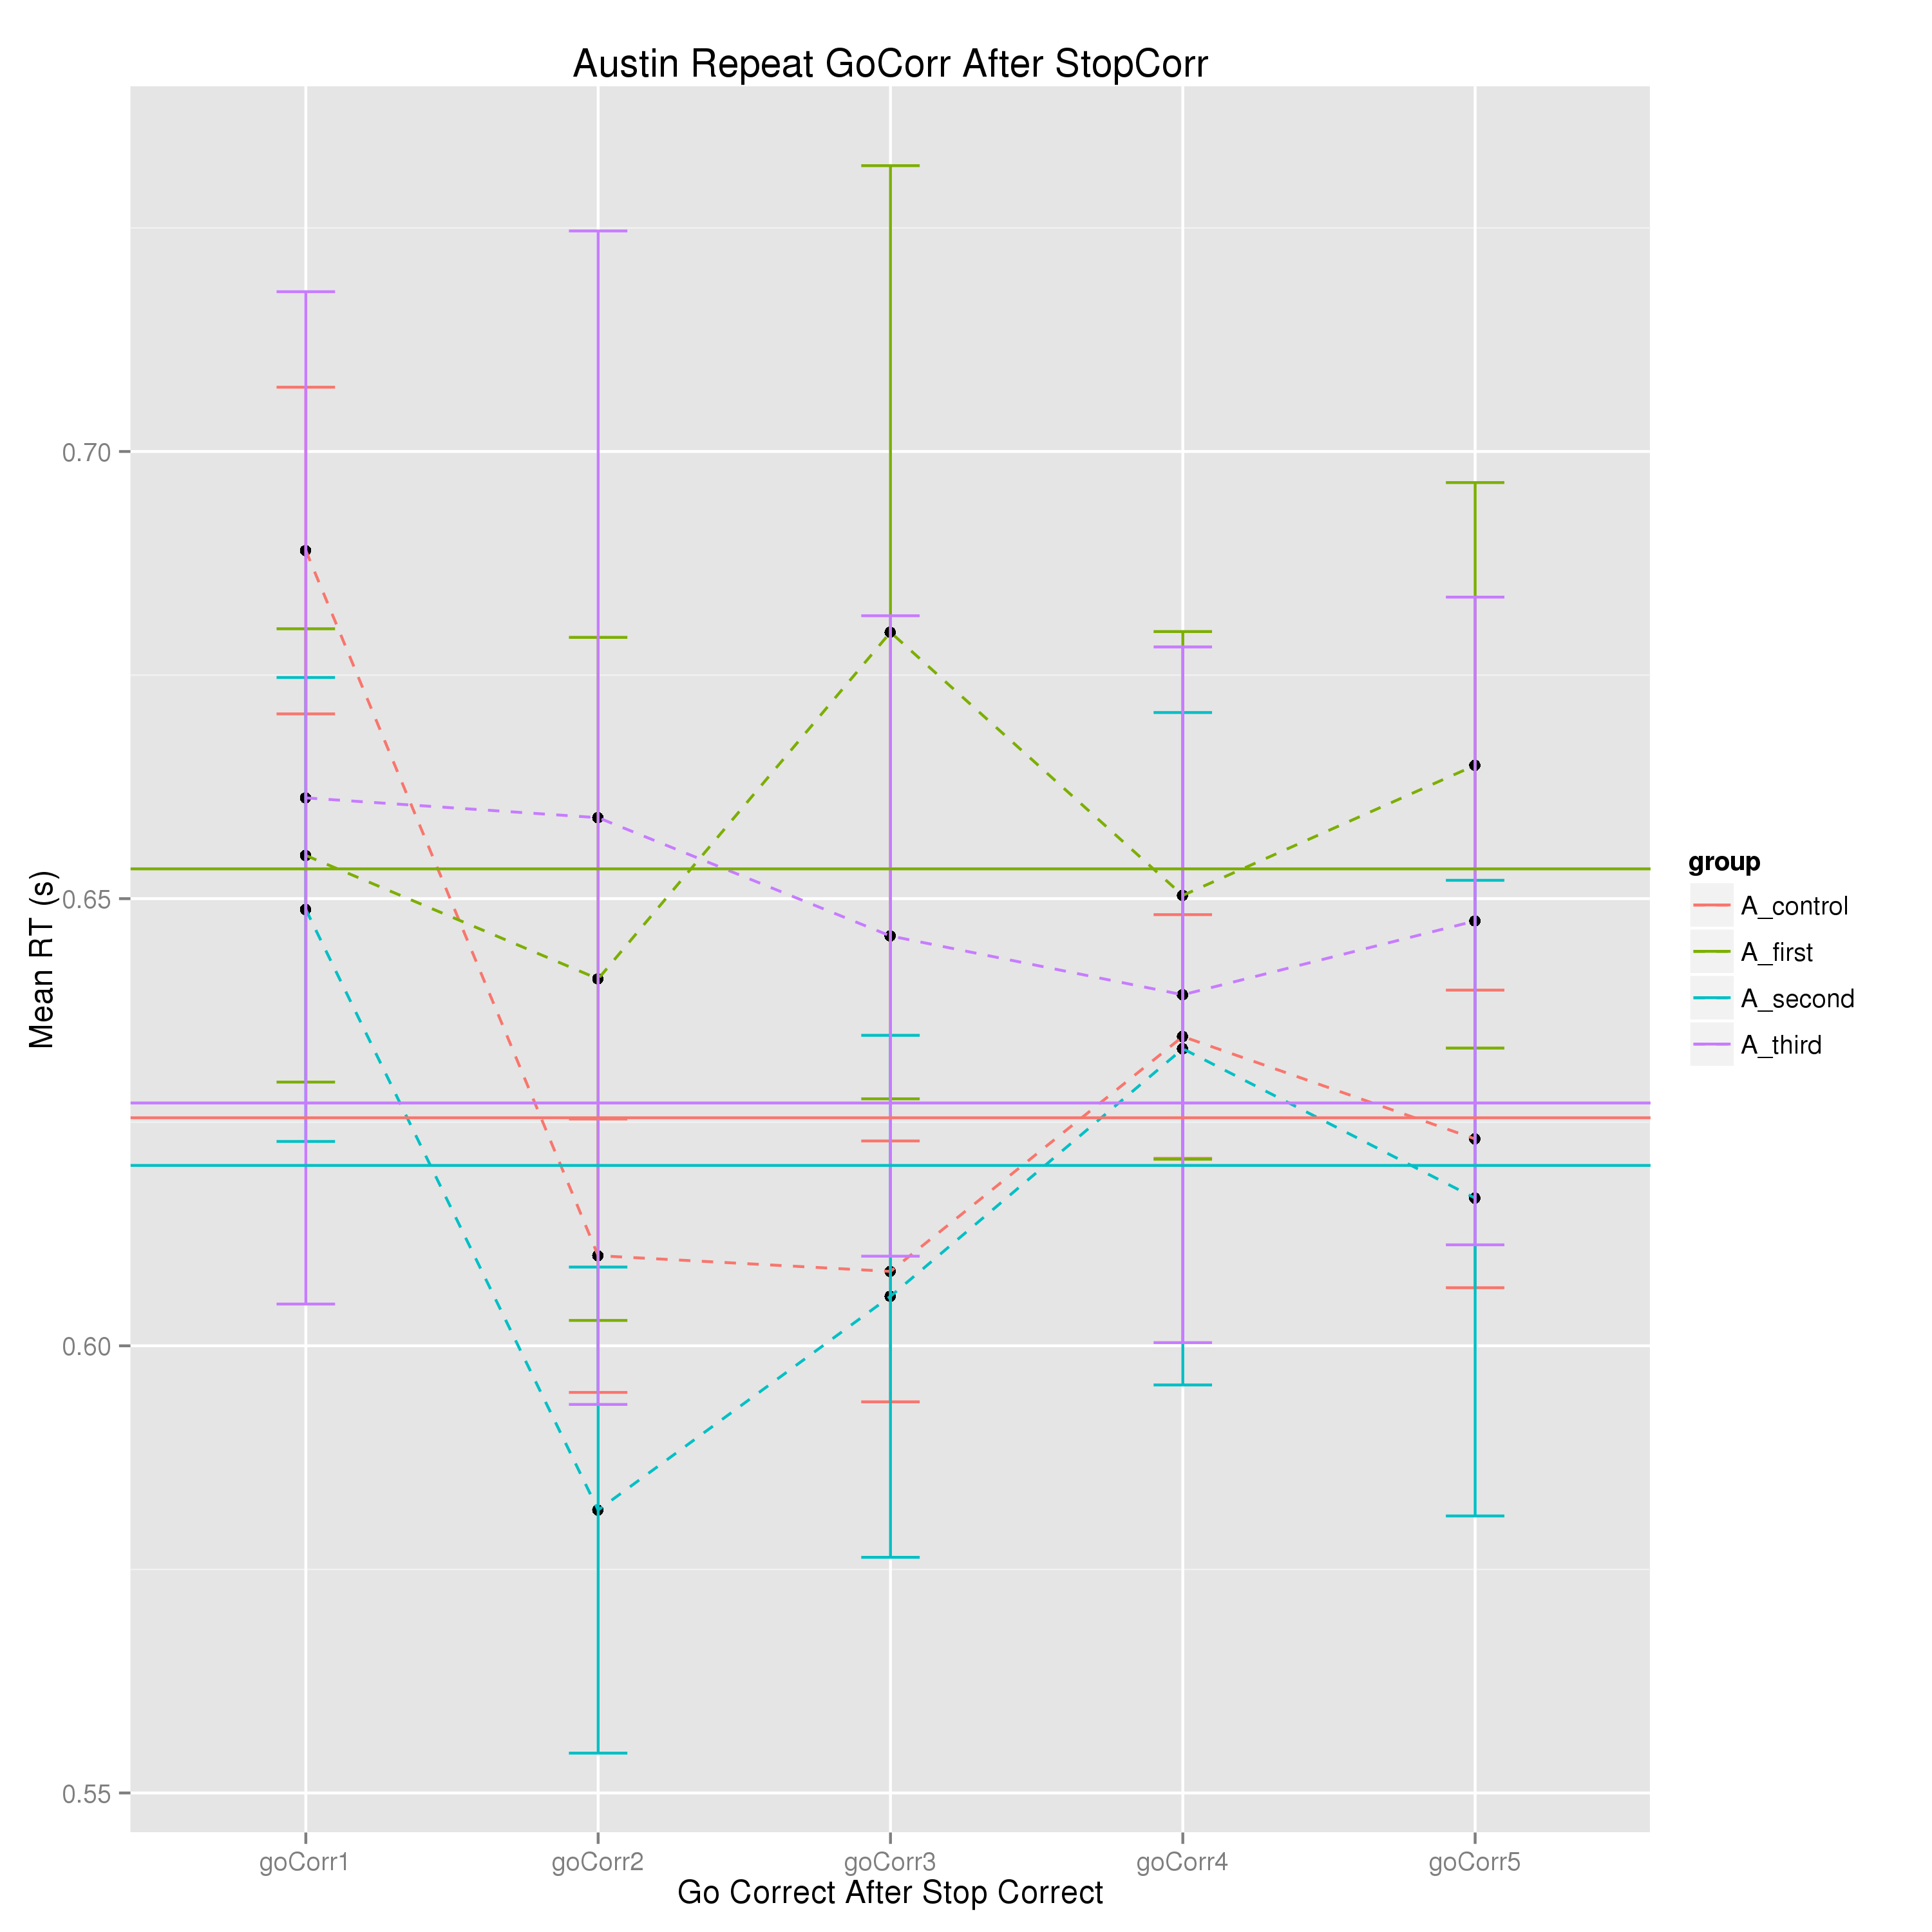 Austin Repeat GoCorr After StopCorr
Mean RT (s)
0.70
0.65
0.60
0.55
goCorr1 goCorr2 goCorr3 goCorr4 goCorr5
Go Correct After Stop Correct
group
A_control
A_first
A_second
A_third